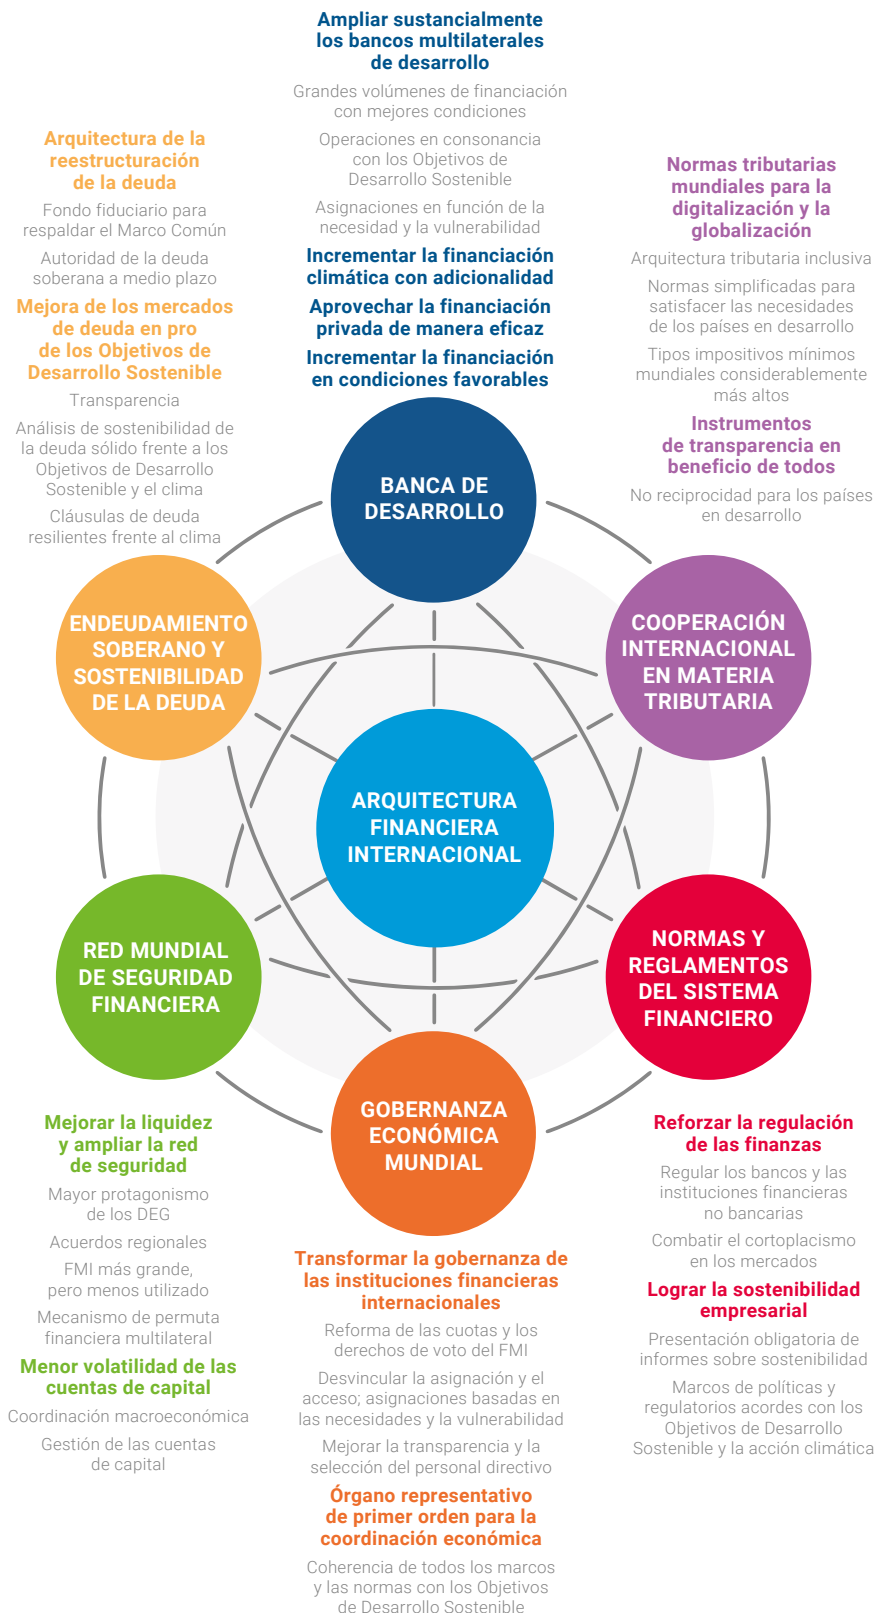 Ampliar sustancialmente
los bancos multilaterales
de desarrollo
Grandes volúmenes de financiación
con mejores condiciones
Operaciones en consonancia
con los Objetivos de
Desarrollo Sostenible
Asignaciones en función de la
necesidad y la vulnerabilidad
Incrementar la financiación
climática con adicionalidad
Aprovechar la financiación
privada de manera eficaz
Incrementar la financiación
en condiciones favorables
Arquitectura de la
reestructuración
de la deuda
Fondo fiduciario para
respaldar el Marco Común
Autoridad de la deuda
soberana a medio plazo
Mejora de los mercados
de deuda en pro
de los Objetivos de
Desarrollo Sostenible
Transparencia
Análisis de sostenibilidad de
la deuda sólido frente a los
Objetivos de Desarrollo
Sostenible y el clima
Cláusulas de deuda
resilientes frente al clima
Normas tributarias
mundiales para la
digitalización y la
globalización
Arquitectura tributaria inclusiva
Normas simplificadas para
satisfacer las necesidades
de los países en desarrollo
Tipos impositivos mínimos
mundiales considerablemente
más altos
Instrumentos
de transparencia en
beneficio de todos
No reciprocidad para los países
en desarrollo
BANCA DE
DESARROLLO
ENDEUDAMIENTO
SOBERANO Y
SOSTENIBILIDAD
DE LA DEUDA
COOPERACIÓN
INTERNACIONAL
EN MATERIA
TRIBUTARIA
ARQUITECTURA
FINANCIERA
INTERNACIONAL
RED MUNDIAL
DE SEGURIDAD
FINANCIERA
NORMAS Y
REGLAMENTOS
DEL SISTEMA
FINANCIERO
GOBERNANZA
ECONÓMICA
MUNDIAL
Mejorar la liquidez
y ampliar la red
de seguridad
Mayor protagonismo
de los DEG
Acuerdos regionales
FMI más grande,
pero menos utilizado
Mecanismo de permuta
financiera multilateral
Menor volatilidad de las
cuentas de capital
Coordinación macroeconómica
Gestión de las cuentas
de capital
Transformar la gobernanza de
las instituciones financieras
internacionales
Reforma de las cuotas y los
derechos de voto del FMI
Desvincular la asignación y el
acceso; asignaciones basadas en
las necesidades y la vulnerabilidad
Mejorar la transparencia y la
selección del personal directivo
Órgano representativo
de primer orden para la
coordinación económica
Coherencia de todos los marcos
y las normas con los Objetivos
de Desarrollo Sostenible
Reforzar la regulación
de las finanzas
Regular los bancos y las
instituciones financieras
no bancarias
Combatir el cortoplacismo
en los mercados
Lograr la sostenibilidad
empresarial
Presentación obligatoria de
informes sobre sostenibilidad
Marcos de políticas y
regulatorios acordes con los
Objetivos de Desarrollo
Sostenible y la acción climática